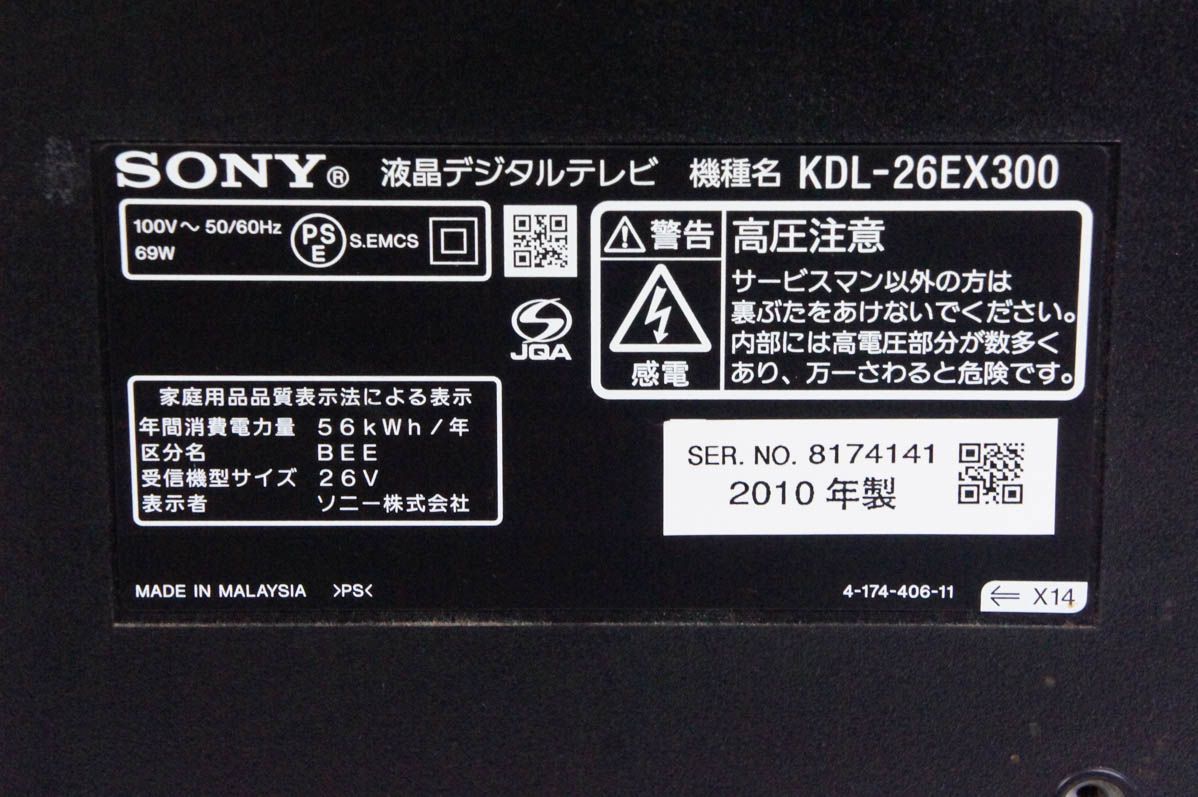 SONY® 液晶デジタルテレビ 機種名 KDL-26EX300
100V～ 50/60Hz
69W
PS
E
S.EMCS
JQA
警告
高圧注意
感電
サービスマン以外の方は
裏ぶたをあけないでください。
内部には高電圧部分が数多く
あり、万一さわると危険です。
家庭用品品質表示法による表示
年間消費電力量 56kWh/年
区分名 BEE
受信機型サイズ 26V
表示者 ソニー株式会社
SER. NO. 8174141
2010 年製
MADE IN MALAYSIA >PS<
4-174-406-11
⇐ X14